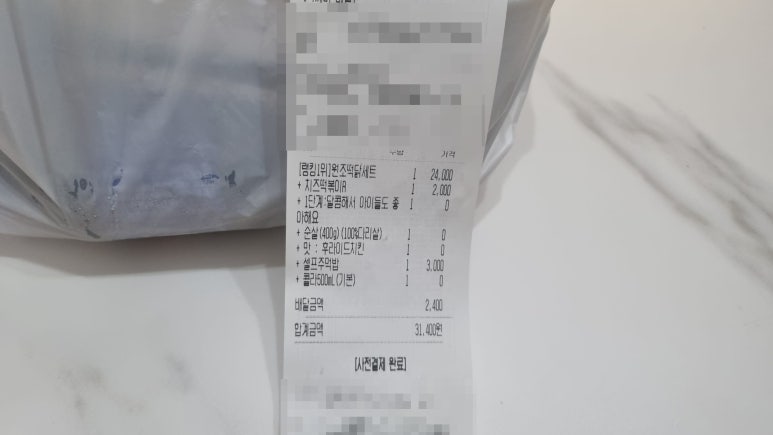 가격
[랭킹1위]원조떡닭세트 1 24,000
+ 치즈떡볶이R 1 2,000
+ 1단계:달콤해서 아이들도 좋 1 0
아해요
+ 순살(400g)(100%다리살) 1 0
+ 맛 : 후라이드치킨 1 0
+ 셀프주먹밥 1 3,000
+ 콜라500mL(기본) 1 0
배달금액 2,400
합계금액 31,400원
[사전결제 완료]